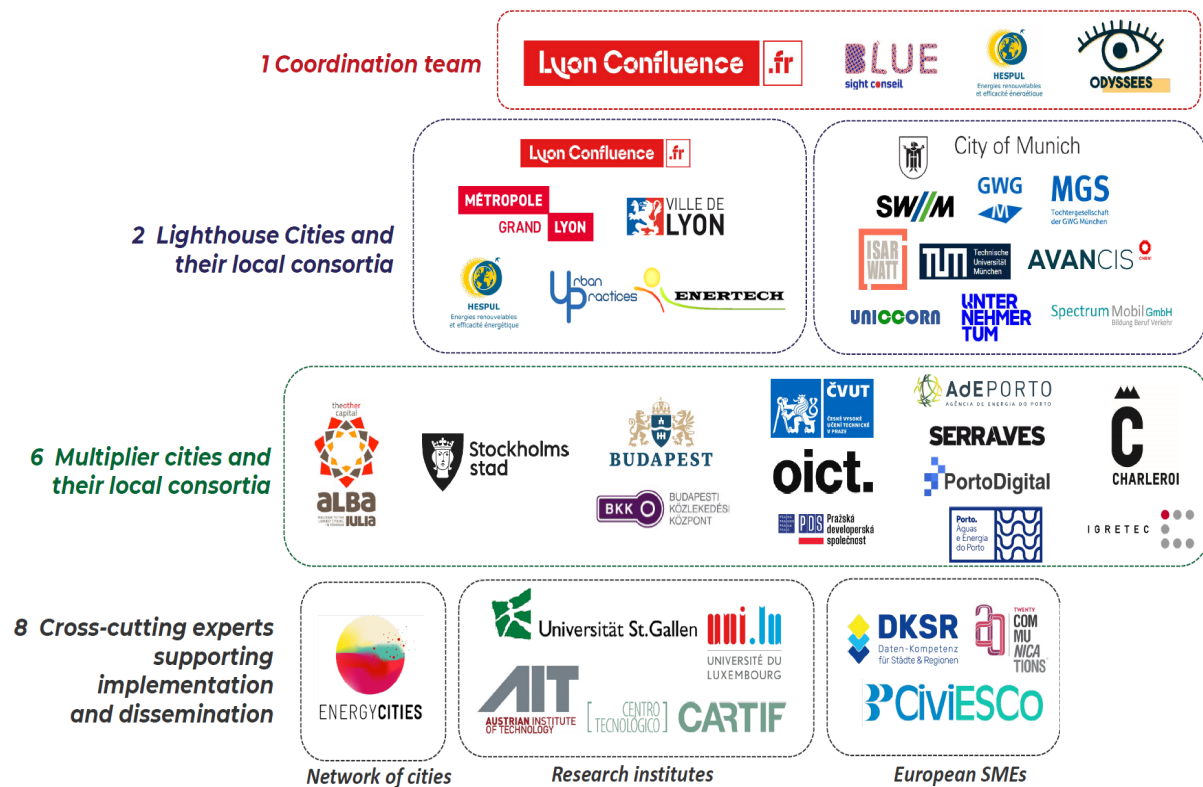 1 Coordination team
Lyon Confluence .fr
BLUE
sight conseil
HESPUL
Energies renouvelables
et efficacité énergétique
ODYSSEES
2 Lighthouse Cities and
their local consortia
Lyon Confluence .fr
MÉTROPOLE
GRAND LYON
VILLE DE
LYON
HESPUL
Energies renouvelables
et efficacité énergétique
Urban
Practices
ENERTECH
City of Munich
SW//M
GWG
M
MGS
Tochtergesellschaft
der GWG München
ISAR
WATT
TUM
Technische
Universität
München
AVANCIS
CNBM
UNICCORN
UNTER
NEHMER
TUM
Spectrum Mobil GmbH
Bildung Beruf Verkehr
6 Multiplier cities and
their local consortia
theother
capital
alba
IULIA
Stockholms
stad
BUDAPEST
BKK
BUDAPESTI
KÖZLEKEDÉSI
KÖZPONT
ČVUT
ČESKÉ VYSOKÉ
UČENÍ TECHNICKÉ
V PRAZE
oict.
PDS
Pražská
developerská
společnost
AdEPORTO
AGÊNCIA DE ENERGIA DO PORTO
SERRAVES
PortoDigital
Porto.
Águas
e Energia
do Porto
Č
CHARLEROI
IGRETEC
8 Cross-cutting experts
supporting
implementation
and dissemination
ENERGYCITIES
Network of cities
Universität St.Gallen
uni.lu
UNIVERSITÉ DU
LUXEMBOURG
AIT
AUSTRIAN INSTITUTE
OF TECHNOLOGY
CENTRO
TECNOLÓGICO
CARTIF
Research institutes
DKSR
Daten-Kompetenz
für Städte & Regionen
TWENTY
COM
MU
NICA
TIONS
CiviESCo
European SMEs